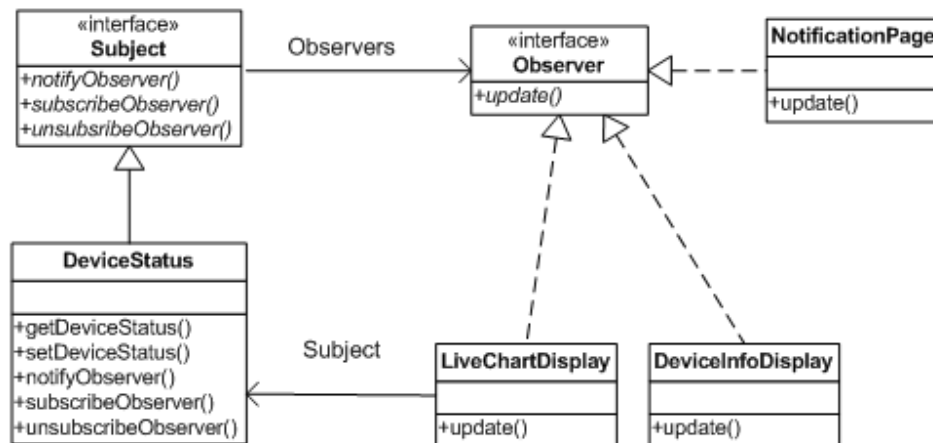 «interface»
Subject
+notifyObserver()
+subscribeObserver()
+unsubsribeObserver()
Observers
«interface»
Observer
+update()
NotificationPage
+update()
DeviceStatus
+getDeviceStatus()
+setDeviceStatus()
+notifyObserver()
+subscribeObserver()
+unsubscribeObserver()
Subject
LiveChartDisplay
+update()
DeviceInfoDisplay
+update()